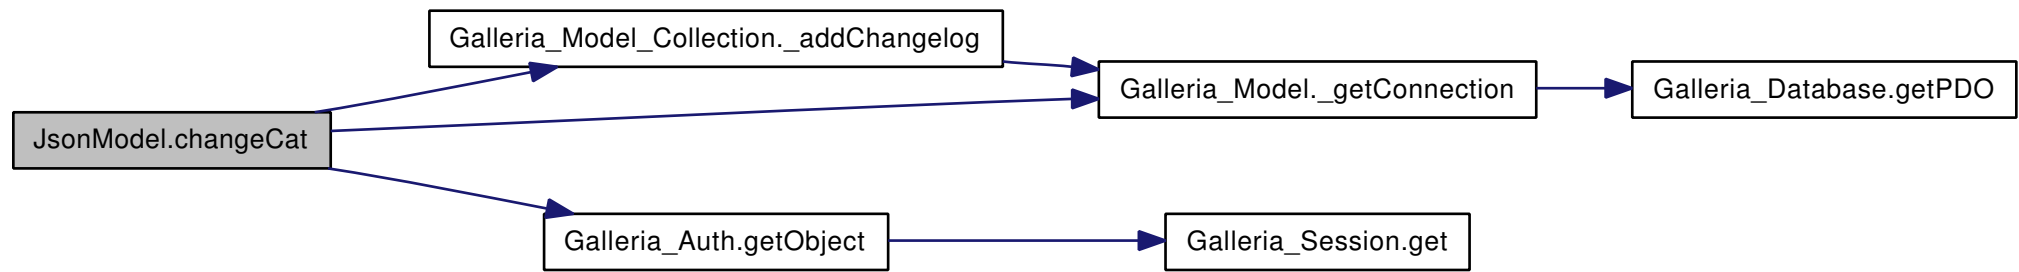 Galleria_Model_Collection._addChangelog
Galleria_Model._getConnection
Galleria_Database.getPDO
JsonModel.changeCat
Galleria_Auth.getObject
Galleria_Session.get